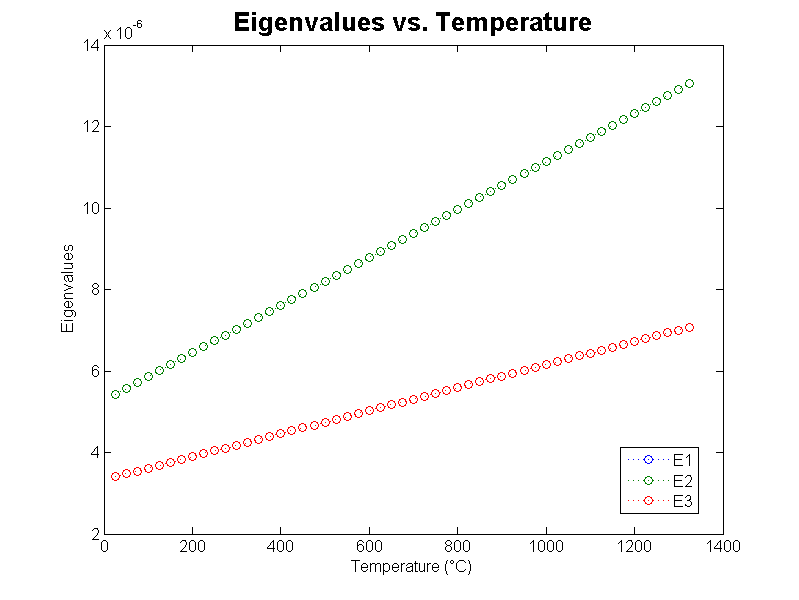 Eigenvalues vs. Temperature
x 10-6
14
12
10
8
6
4
2
Eigenvalues
0 200 400 600 800 1000 1200 1400
Temperature (°C)
E1
E2
E3